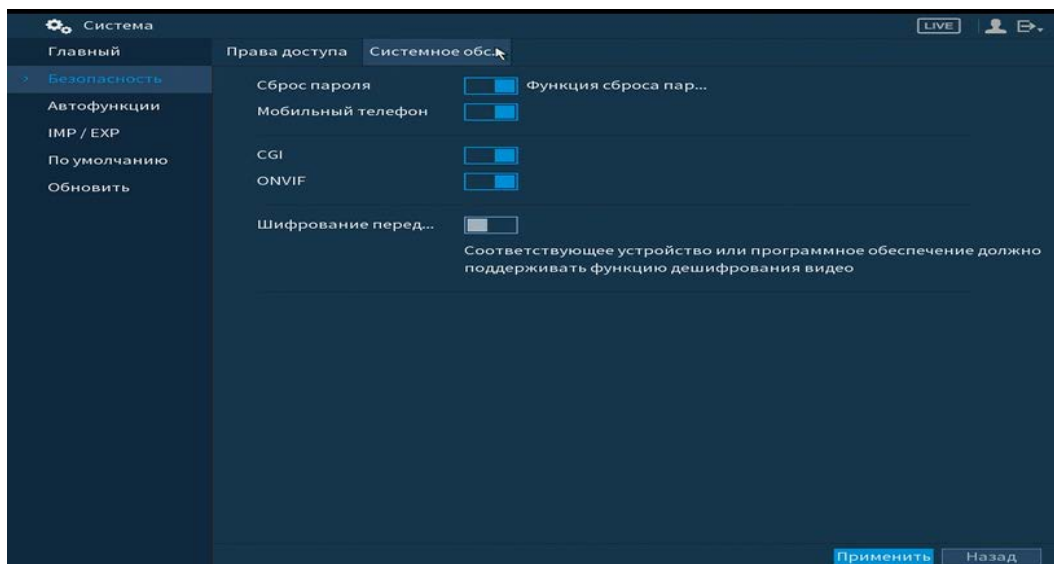 Система
LIVE
Главный
Права доступа Системное обс..
Безопасность
Сброс пароля Функция сброса пар...
Автофункции
Мобильный телефон
IMP / EXP
CGI
По умолчанию
ONVIF
Обновить
Шифрование перед...
Соответствующее устройство или программное обеспечение должно
поддерживать функцию дешифрования видео
Применить Назад